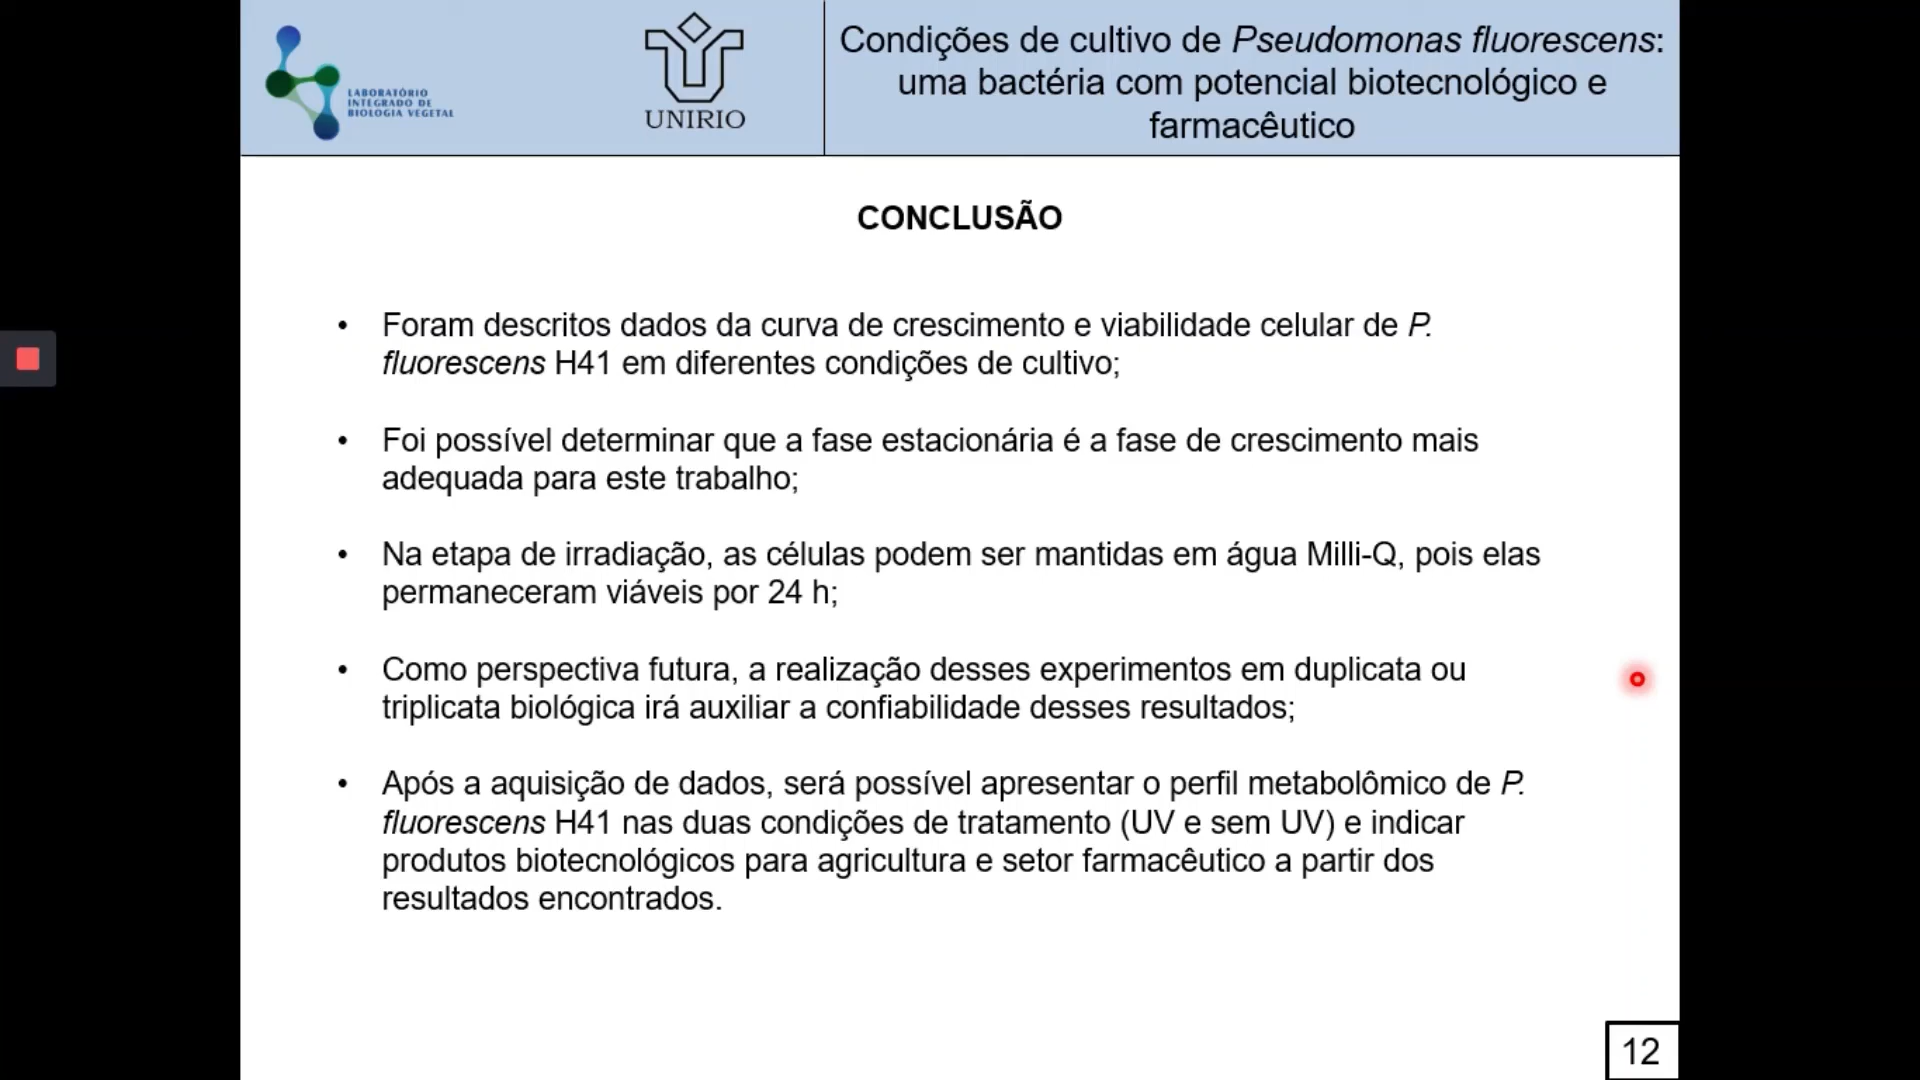 LABORATÓRIO
INTEGRADO DE
BIOLOGIA VEGETAL
UNIRIO
Condições de cultivo de Pseudomonas fluorescens:
uma bactéria com potencial biotecnológico e
farmacêutico
CONCLUSÃO
• Foram descritos dados da curva de crescimento e viabilidade celular de P.
fluorescens H41 em diferentes condições de cultivo;
• Foi possível determinar que a fase estacionária é a fase de crescimento mais
adequada para este trabalho;
• Na etapa de irradiação, as células podem ser mantidas em água Milli-Q, pois elas
permaneceram viáveis por 24 h;
• Como perspectiva futura, a realização desses experimentos em duplicata ou
triplicata biológica irá auxiliar a confiabilidade desses resultados;
• Após a aquisição de dados, será possível apresentar o perfil metabolômico de P.
fluorescens H41 nas duas condições de tratamento (UV e sem UV) e indicar
produtos biotecnológicos para agricultura e setor farmacêutico a partir dos
resultados encontrados.
12